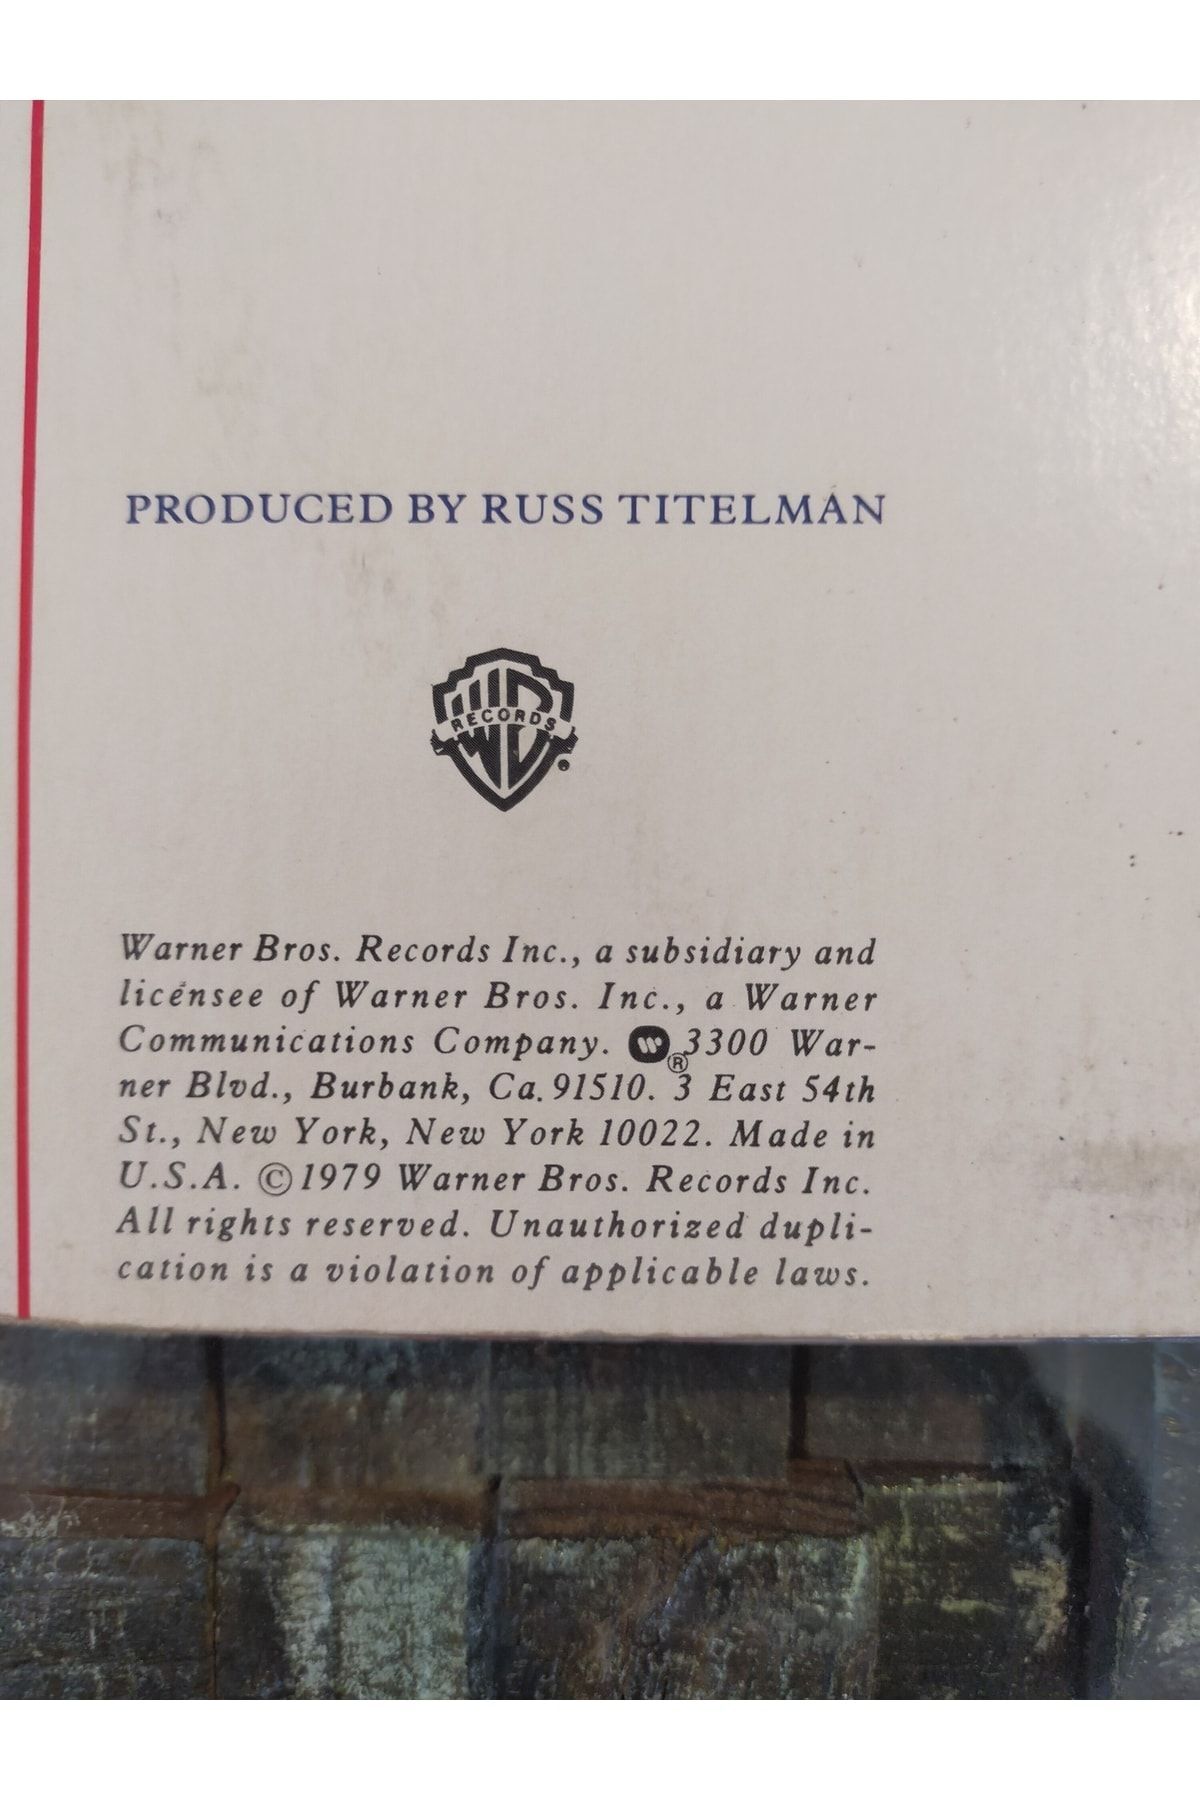 PRODUCED BY RUSS TITELMAN
RECORDS
Warner Bros. Records Inc., a subsidiary and
licensee of Warner Bros. Inc., a Warner
Communications Company. ® 3300 War-
ner Blvd., Burbank, Ca. 91510. 3 East 54th
St., New York, New York 10022. Made in
U.S.A. ©1979 Warner Bros. Records Inc.
All rights reserved. Unauthorized dupli-
cation is a violation of applicable laws.